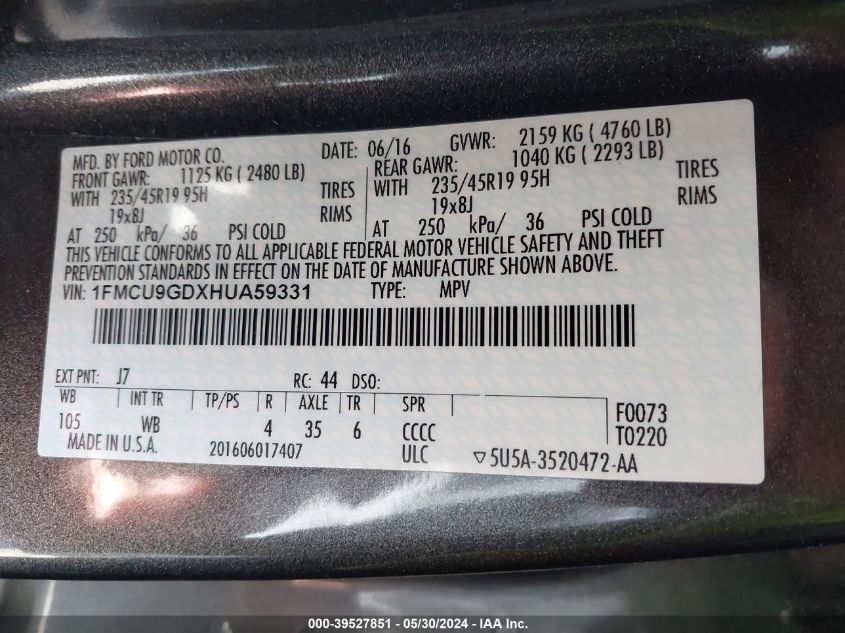 MFD. BY FORD MOTOR CO. DATE: 06/16 GVWR: 2159 KG ( 4760 LB)
FRONT GAWR: 1125 KG ( 2480 LB) REAR GAWR: 1040 KG ( 2293 LB)
WITH 235/45R19 95H TIRES WITH 235/45R19 95H TIRES
19x8J RIMS 19x8J RIMS
AT 250 kPa/ 36 PSI COLD AT 250 kPa/ 36 PSI COLD
THIS VEHICLE CONFORMS TO ALL APPLICABLE FEDERAL MOTOR VEHICLE SAFETY AND THEFT
PREVENTION STANDARDS IN EFFECT ON THE DATE OF MANUFACTURE SHOWN ABOVE.
VIN: 1FMCU9GDXHUA59331 TYPE: MPV
EXT PNT: J7 RC: 44 DSO:
WB INT TR TP/PS R AXLE TR SPR F0073
105 WB 4 35 6 CCCC T0220
MADE IN U.S.A. 201606017407 ULC ▽5U5A-3520472-AA
000-39527851 / 05/30/2024 - IAA Inc.